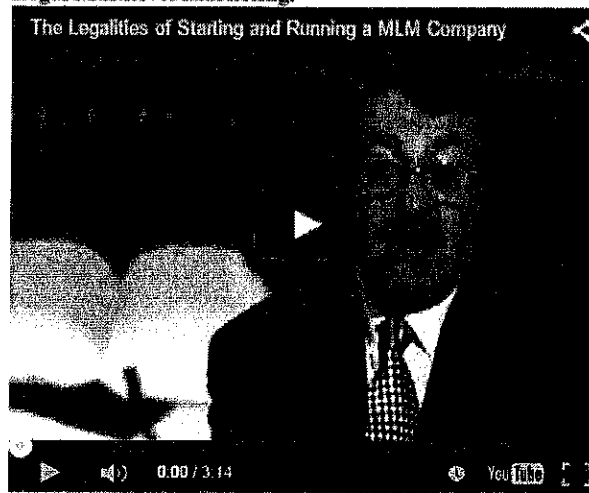 The Legalities of Starting and Running a MLM Company
0:00 / 3:14
YouTube